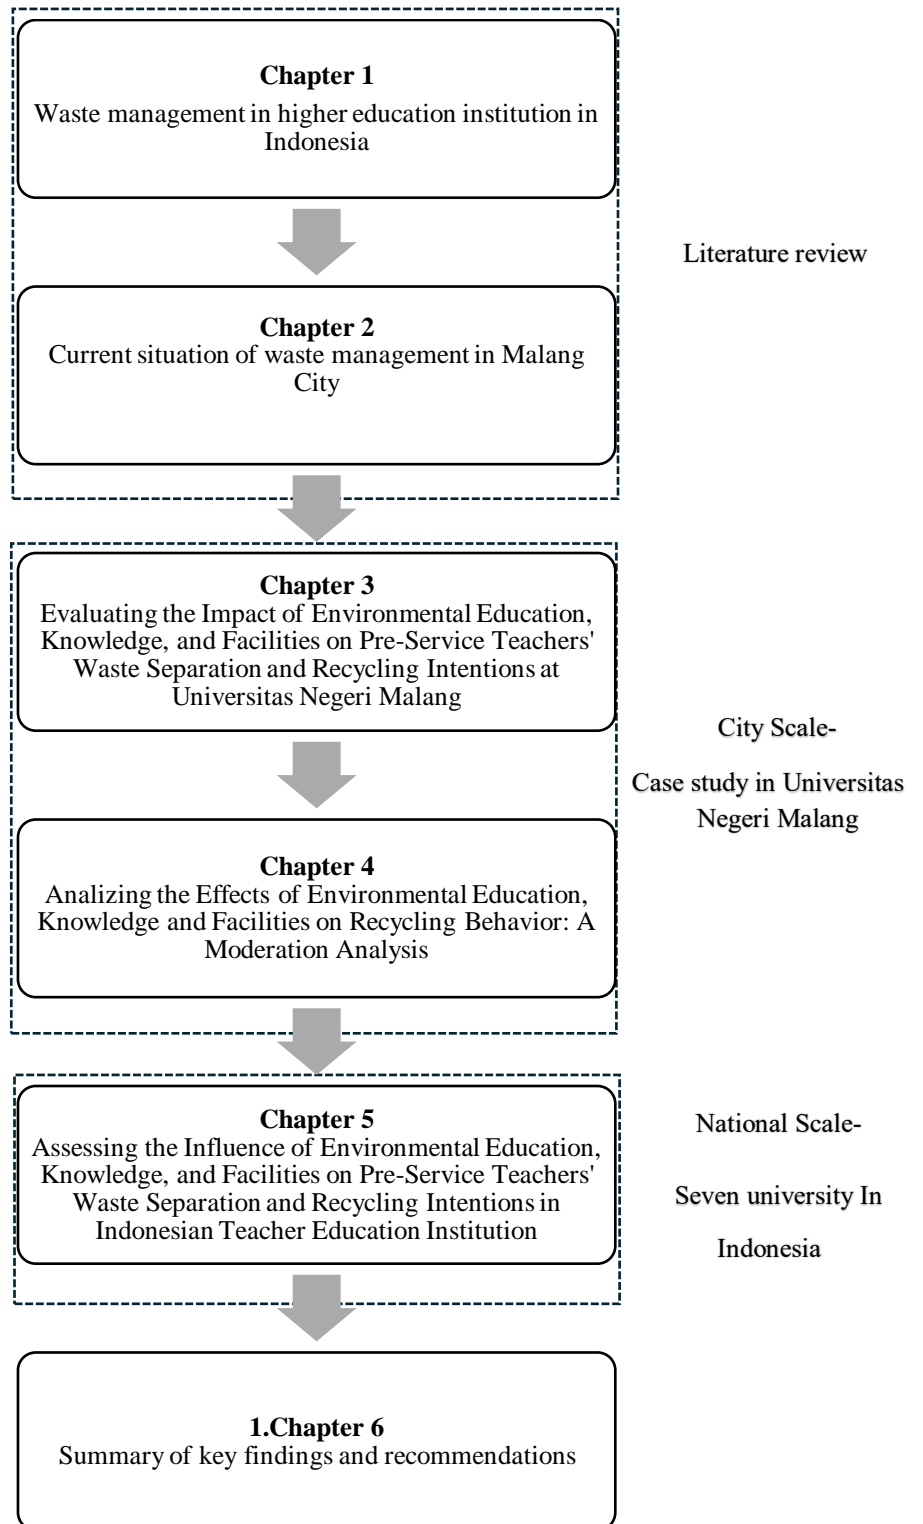 Chapter 1
Waste management in higher education institution in
Indonesia
Literature review
Chapter 2
Current situation of waste management in Malang
City
Chapter 3
Evaluating the Impact of Environmental Education,
Knowledge, and Facilities on Pre-Service Teachers'
Waste Separation and Recycling Intentions at
Universitas Negeri Malang
City Scale-
Case study in Universitas
Negeri Malang
Chapter 4
Analizing the Effects of Environmental Education,
Knowledge and Facilities on Recycling Behavior: A
Moderation Analysis
Chapter 5
Assessing the Influence of Environmental Education,
Knowledge, and Facilities on Pre-Service Teachers'
Waste Separation and Recycling Intentions in
Indonesian Teacher Education Institution
National Scale-
Seven university In
Indonesia
1.Chapter 6
Summary of key findings and recommendations